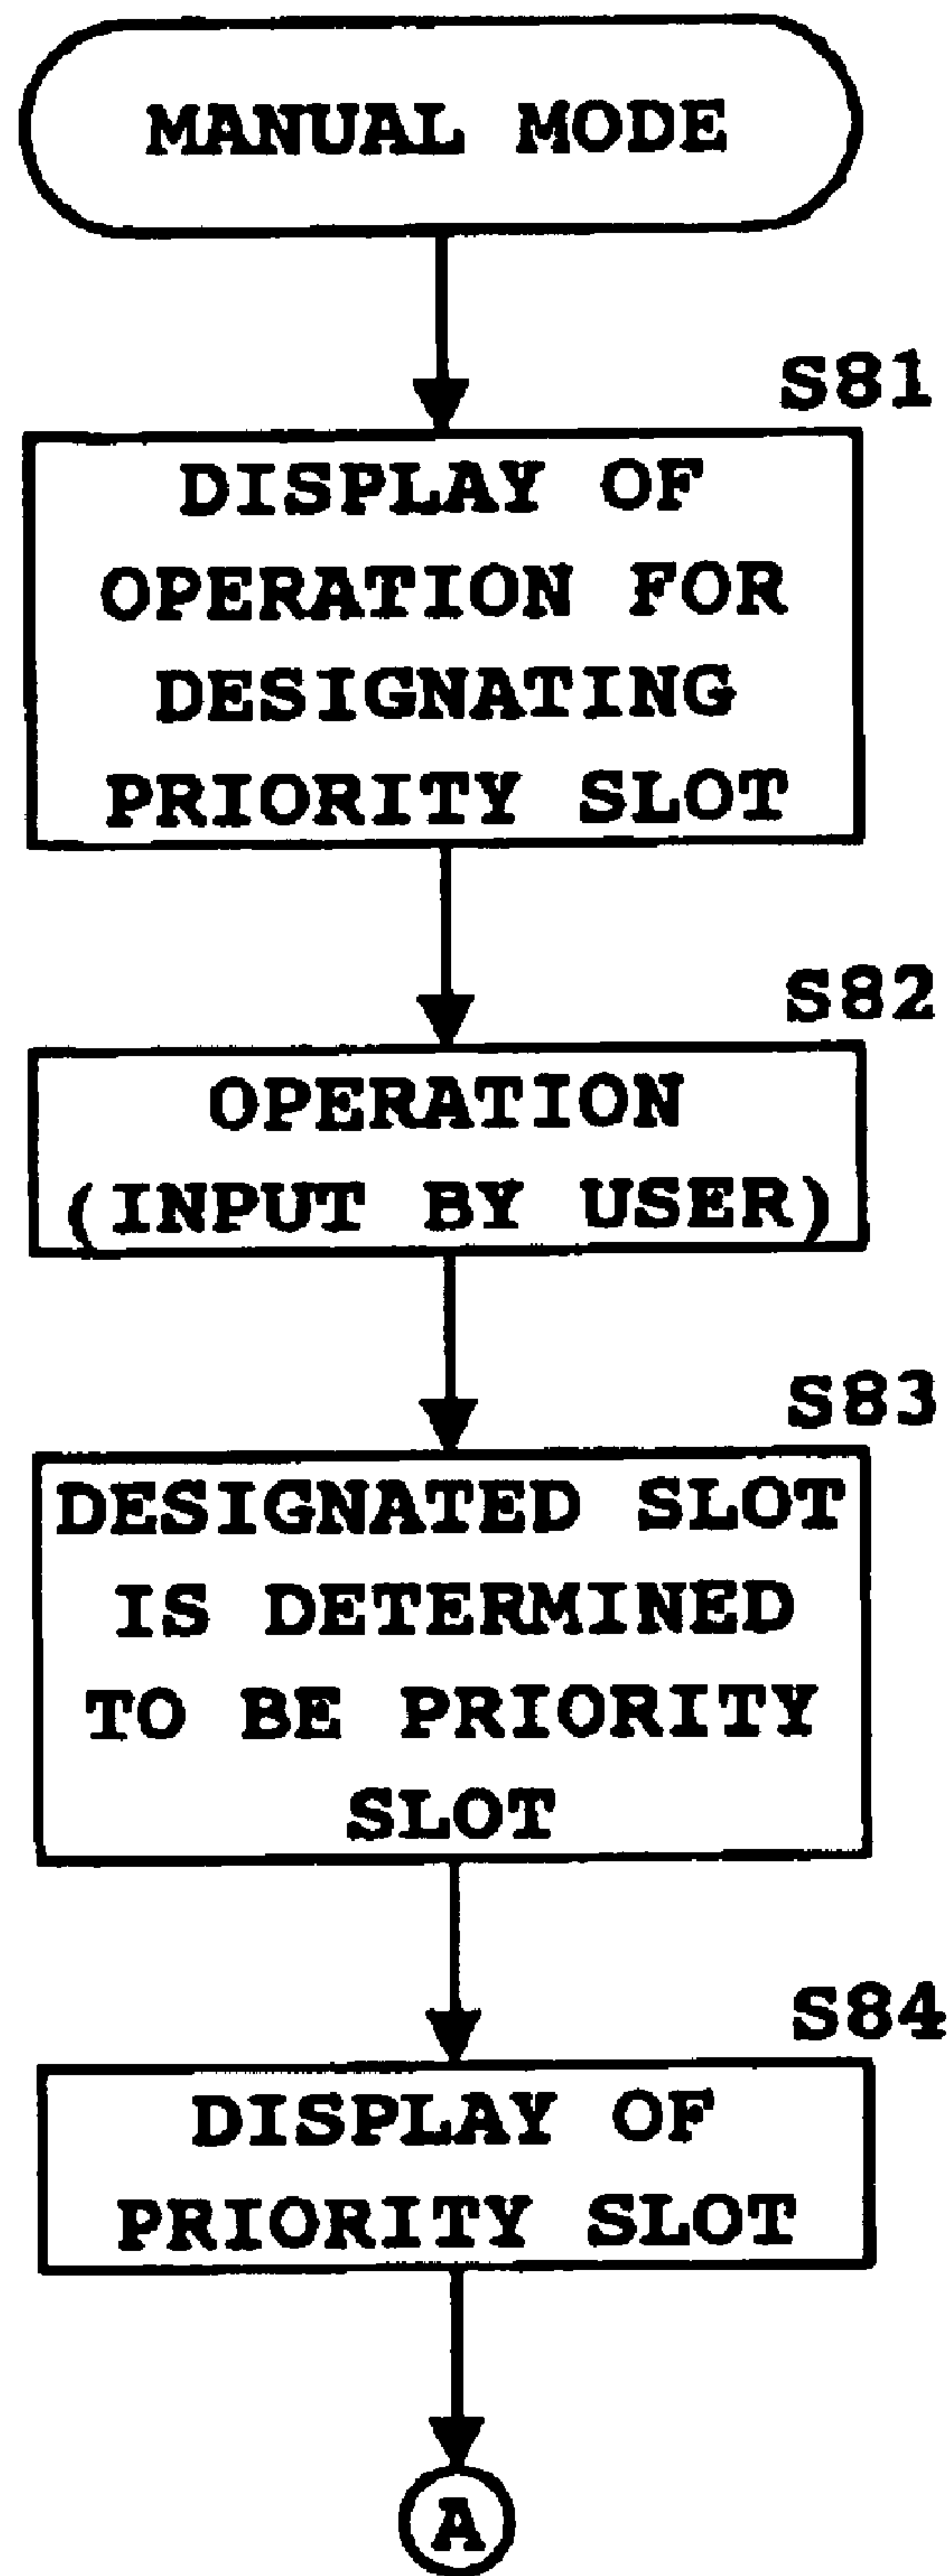 MANUAL MODE
S81
DISPLAY OF
OPERATION FOR
DESIGNATING
PRIORITY SLOT
S82
OPERATION
(INPUT BY USER)
S83
DESIGNATED SLOT
IS DETERMINED
TO BE PRIORITY
SLOT
S84
DISPLAY OF
PRIORITY SLOT
A